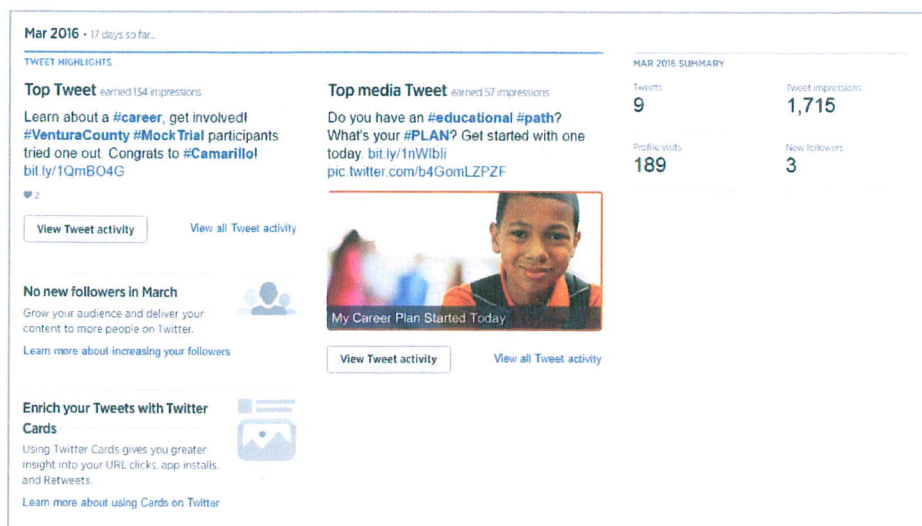 Mar 2016 • 17 days so far...
TWEET HIGHLIGHTS
Top Tweet earned 134 impressions
Learn about a #career, get involved!
#VenturaCounty #MockTrial participants
tried one out. Congrats to #Camarillo!
bit.ly/1QmBO4G
2
View Tweet activity
View all Tweet activity
No new followers in March
Grow your audience and deliver your
content to more people on Twitter.
Learn more about increasing your followers
Enrich your Tweets with Twitter
Cards
Using Twitter Cards gives you greater
insight into your URL clicks, app installs,
and Retweets.
Learn more about using Cards on Twitter
Top media Tweet earned 57 impressions
Do you have an #educational #path?
What's your #PLAN? Get started with one
today. bit.ly/1nWlbli
pic.twitter.com/b4GomLZPZF
My Career Plan Started Today
View Tweet activity
View all Tweet activity
MAR 2016 SUMMARY
Tweets
9
Tweet impressions
1,715
Profile visits
189
New followers
3